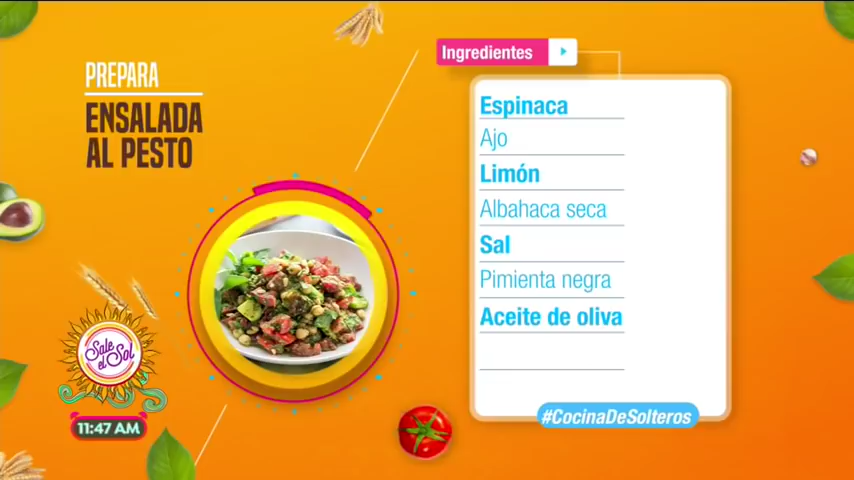 PREPARA
ENSALADA
AL PESTO
Ingredientes
Espinaca
Ajo
Limón
Albahaca seca
Sal
Pimienta negra
Aceite de oliva
#CocinaDeSolteros
Sale
el Sol
11:47 AM